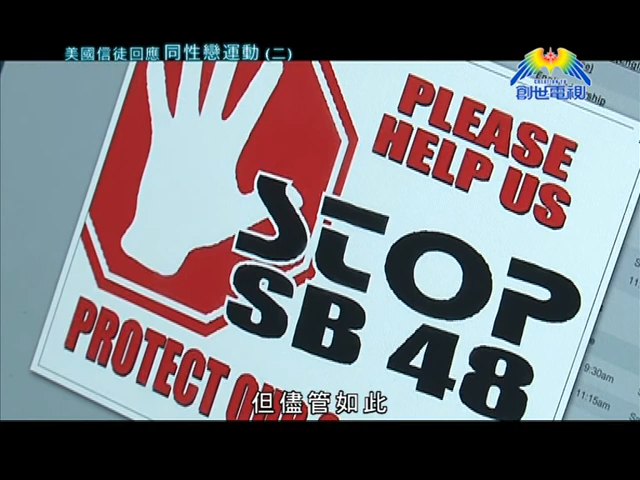 美國信徒回應 同性戀運動 (二)
創世電視
PLEASE
HELP US
STOP
SB 48
PROTECT
9:30am
11:15am
但儘管如此